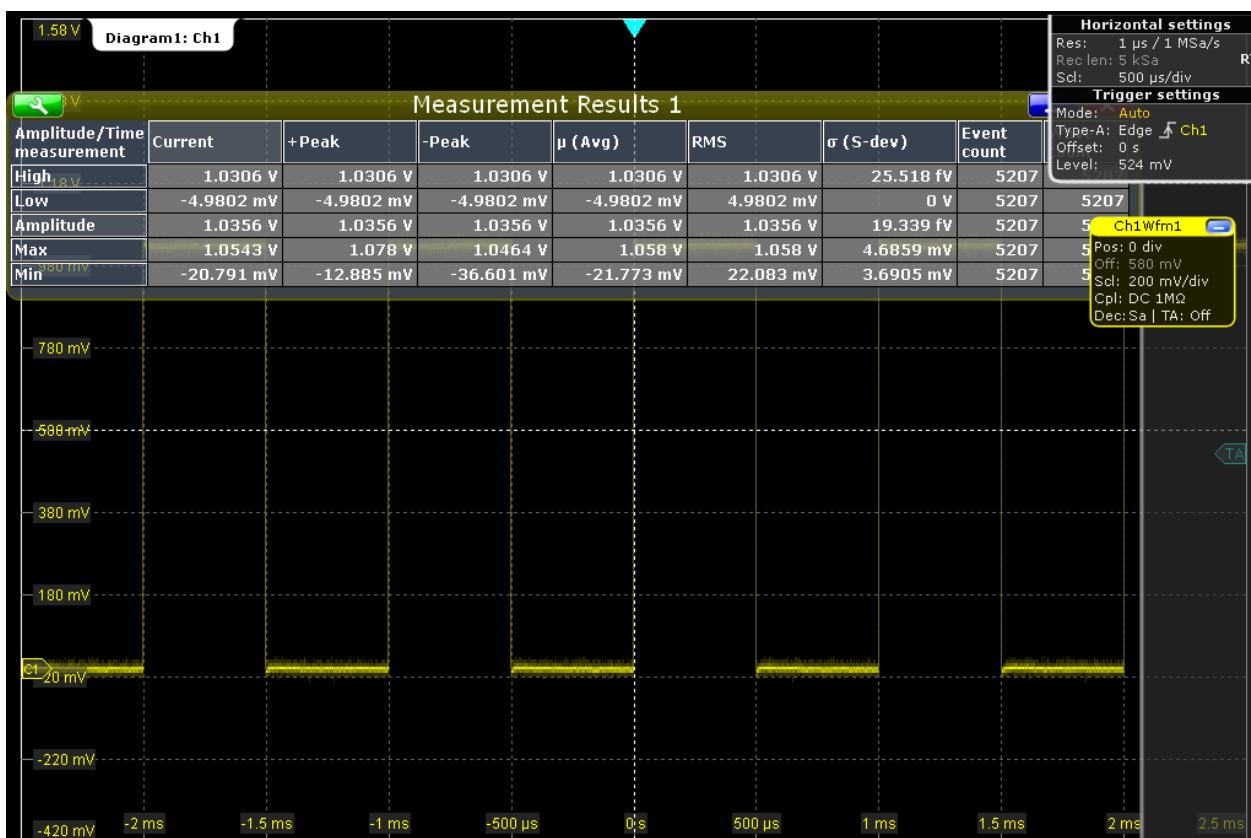 1.58 V
Diagram1: Ch1
Horizontal settings
Res: 1 µs / 1 MSa/s
Rec len: 5 kSa
Scl: 500 µs/div
Trigger settings
Mode: Auto
Type-A: Edge Ch1
Offset: 0 s
Level: 524 mV
Measurement Results 1
Amplitude/Time measurement Current +Peak -Peak µ (Avg) RMS σ (S-dev) Event count
High 1.0306 V 1.0306 V 1.0306 V 1.0306 V 1.0306 V 25.518 fV 5207 5207
Low -4.9802 mV -4.9802 mV -4.9802 mV -4.9802 mV 4.9802 mV 0 V 5207 5207
Amplitude 1.0356 V 1.0356 V 1.0356 V 1.0356 V 1.0356 V 19.339 fV 5207
Max 1.0543 V 1.078 V 1.0464 V 1.058 V 1.058 V 4.6859 mV 5207
Min -20.791 mV -12.885 mV -36.601 mV -21.773 mV 22.083 mV 3.6905 mV 5207
1.18 V
980 mV
Ch1Wfm1
Pos: 0 div
Off: 580 mV
Scl: 200 mV/div
Cpl: DC 1MΩ
Dec: Sa | TA: Off
780 mV
TA
380 mV
180 mV
C1
-20 mV
-220 mV
-420 mV
-2 ms -1.5 ms -1 ms -500 µs 0 s 500 µs 1 ms 1.5 ms 2 ms 2.5 ms